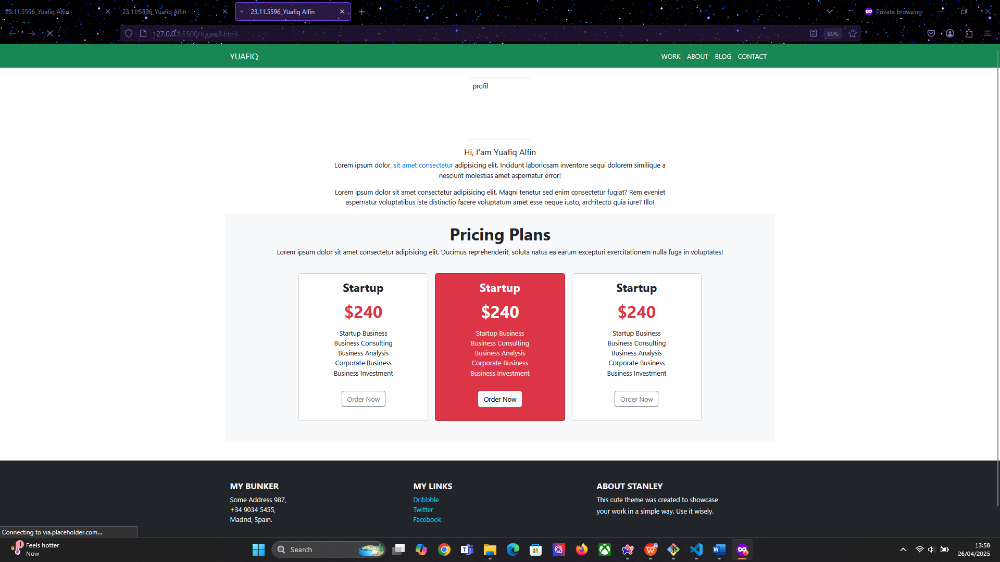 23.11.5596_Yuafiq Alfin
23.11.5596_Yuafiq Alfin
23.11.5596_Yuafiq Alfin
Private browsing
127.0.0.1:5500/tugas3.html
80%
YUAFIQ
WORK ABOUT BLOG CONTACT
profil
Hi, I'am Yuafiq Alfin
Lorem ipsum dolor, sit amet consectetur adipisicing elit. Incidunt laboriosam inventore sequi dolorem similique a
nesciunt molestias amet aspernatur error!
Lorem ipsum dolor sit amet consectetur adipisicing elit. Magni tenetur sed enim consectetur fugiat? Rem eveniet
aspernatur voluptatibus iste distinctio facere voluptatum amet esse neque iusto, architecto quia iure? Illo!
Pricing Plans
Lorem ipsum dolor sit amet consectetur adipisicing elit. Ducimus reprehenderit, soluta natus ea earum excepturi exercitationem nulla fuga in voluptates!
Startup
$240
Startup Business
Business Consulting
Business Analysis
Corporate Business
Business Investment
Order Now
Startup
$240
Startup Business
Business Consulting
Business Analysis
Corporate Business
Business Investment
Order Now
Startup
$240
Startup Business
Business Consulting
Business Analysis
Corporate Business
Business Investment
Order Now
MY BUNKER
Some Address 987,
+34 9034 5455,
Madrid, Spain.
MY LINKS
Dribbble
Twitter
Facebook
ABOUT STANLEY
This cute theme was created to showcase
your work in a simple way. Use it wisely.
Connecting to via.placeholder.com...
1
Feels hotter
Now
Search
13:58
26/04/2025